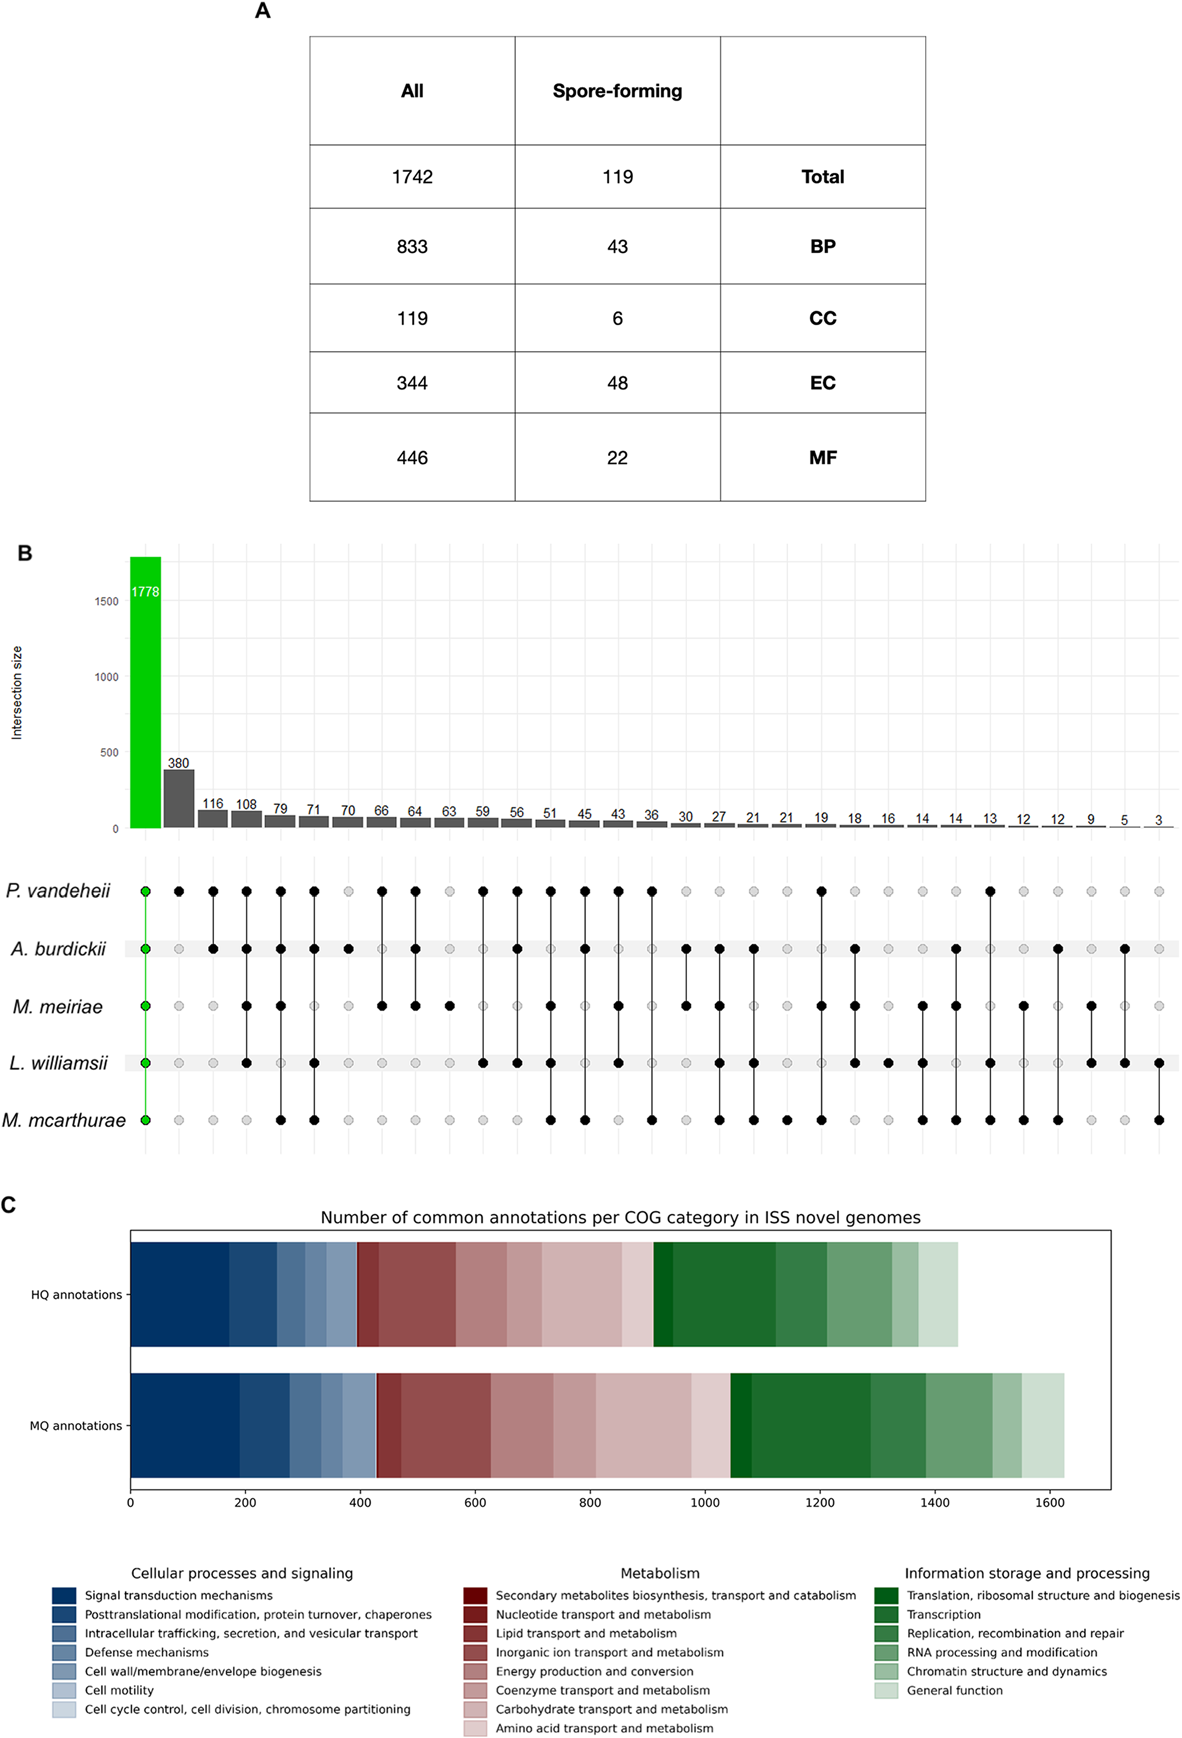 A
All Spore-forming
1742 119 Total
833 43 BP
119 6 CC
344 48 EC
446 22 MF
B
Intersection size
1500
1000
500
0
1778 380 116 108 79 71 70 66 64 63 59 56 51 45 43 36 30 27 21 21 19 18 16 14 14 13 12 12 9 5 3
P. vandeheii
A. burdickii
M. meiriae
L. williamsii
M. mcarthurae
C
Number of common annotations per COG category in ISS novel genomes
HQ annotations
MQ annotations
0 200 400 600 800 1000 1200 1400 1600
Cellular processes and signaling
Signal transduction mechanisms
Posttranslational modification, protein turnover, chaperones
Intracellular trafficking, secretion, and vesicular transport
Defense mechanisms
Cell wall/membrane/envelope biogenesis
Cell motility
Cell cycle control, cell division, chromosome partitioning
Metabolism
Secondary metabolites biosynthesis, transport and catabolism
Nucleotide transport and metabolism
Lipid transport and metabolism
Inorganic ion transport and metabolism
Energy production and conversion
Coenzyme transport and metabolism
Carbohydrate transport and metabolism
Amino acid transport and metabolism
Information storage and processing
Translation, ribosomal structure and biogenesis
Transcription
Replication, recombination and repair
RNA processing and modification
Chromatin structure and dynamics
General function